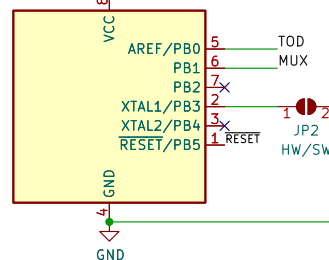 8
VCC
AREF/PB0 5 TOD
PB1 6 MUX
PB2 7
XTAL1/PB3 2 1 2
XTAL2/PB4 3 JP2
RESET/PB5 1 RESET HW/SW
GND
4
GND